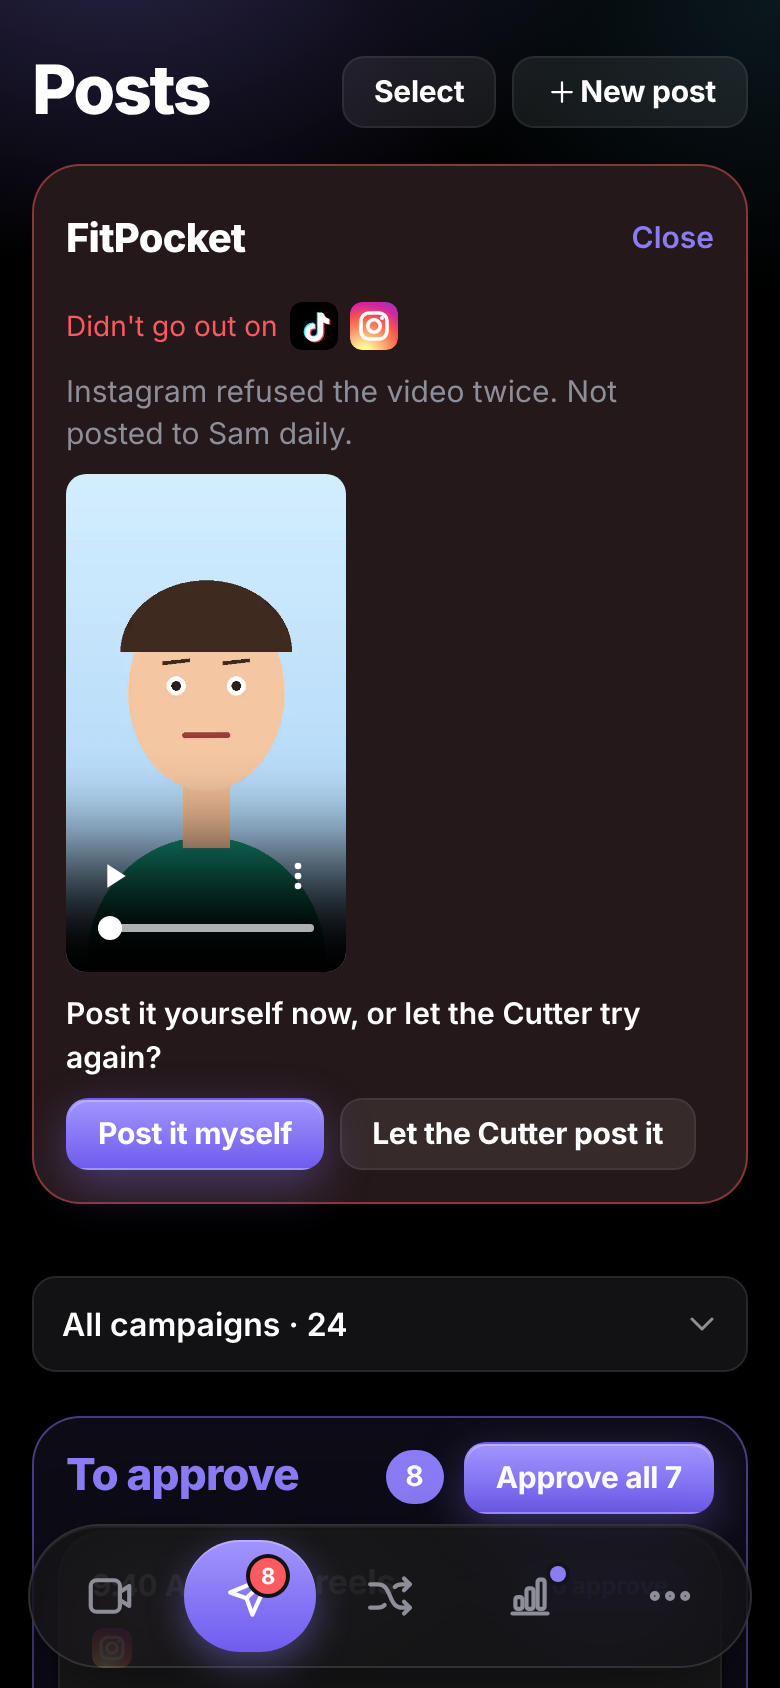 Posts
Select
New post
FitPocket
Close
Didn't go out on
Instagram refused the video twice. Not
posted to Sam daily.
Post it yourself now, or let the Cutter try
again?
Post it myself
Let the Cutter post it
All campaigns · 24
To approve
8
Approve all 7
8
reels
approve